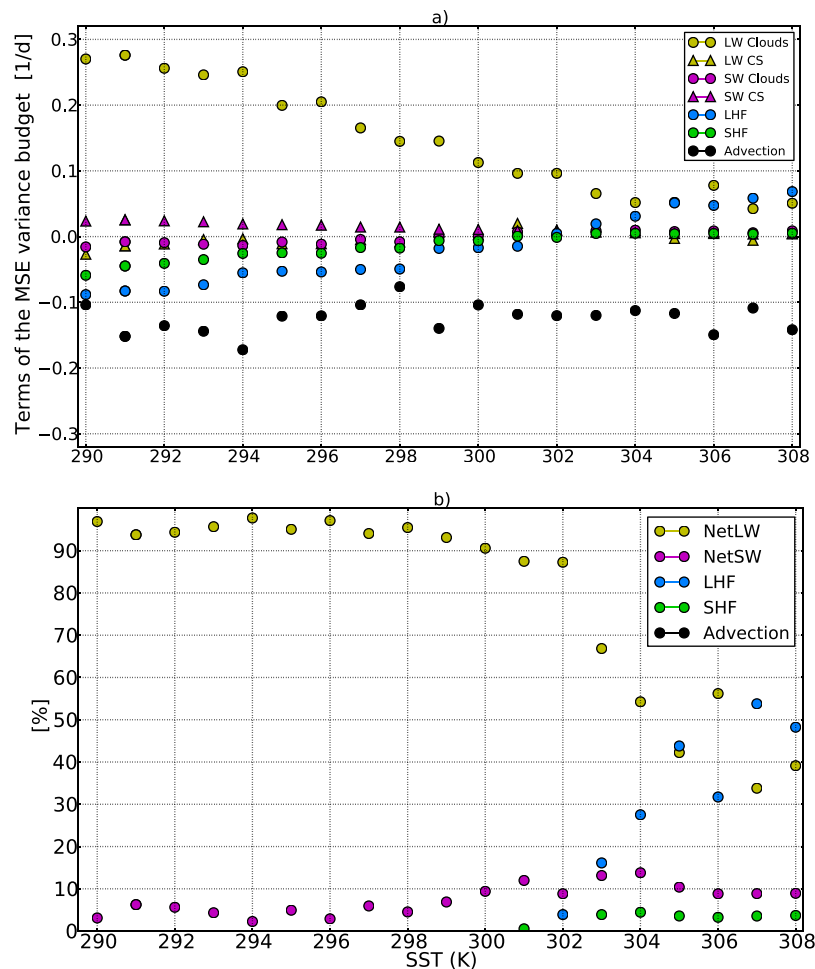 a)
Terms of the MSE variance budget [1/d]
0.3
0.2
0.1
0.0
−0.1
−0.2
−0.3
LW Clouds
LW CS
SW Clouds
SW CS
LHF
SHF
Advection
290 292 294 296 298 300 302 304 306 308
b)
[%]
90
80
70
60
50
40
30
20
10
0
NetLW
NetSW
LHF
SHF
Advection
290 292 294 296 298 300 302 304 306 308
SST (K)